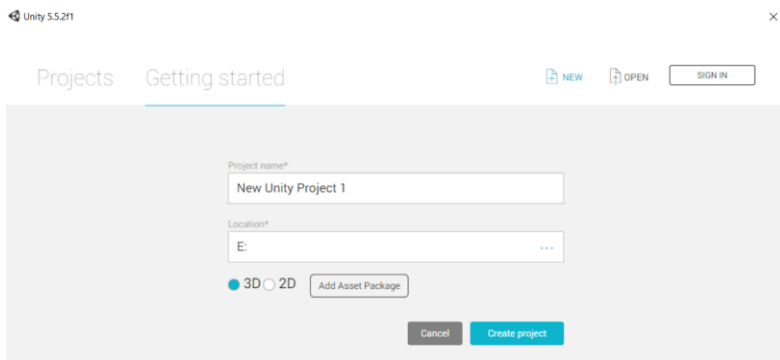 Unity 5.5.2f1
Projects Getting started NEW OPEN SIGN IN
Project name*
New Unity Project 1
Location*
E: ...
3D 2D Add Asset Package
Cancel Create project